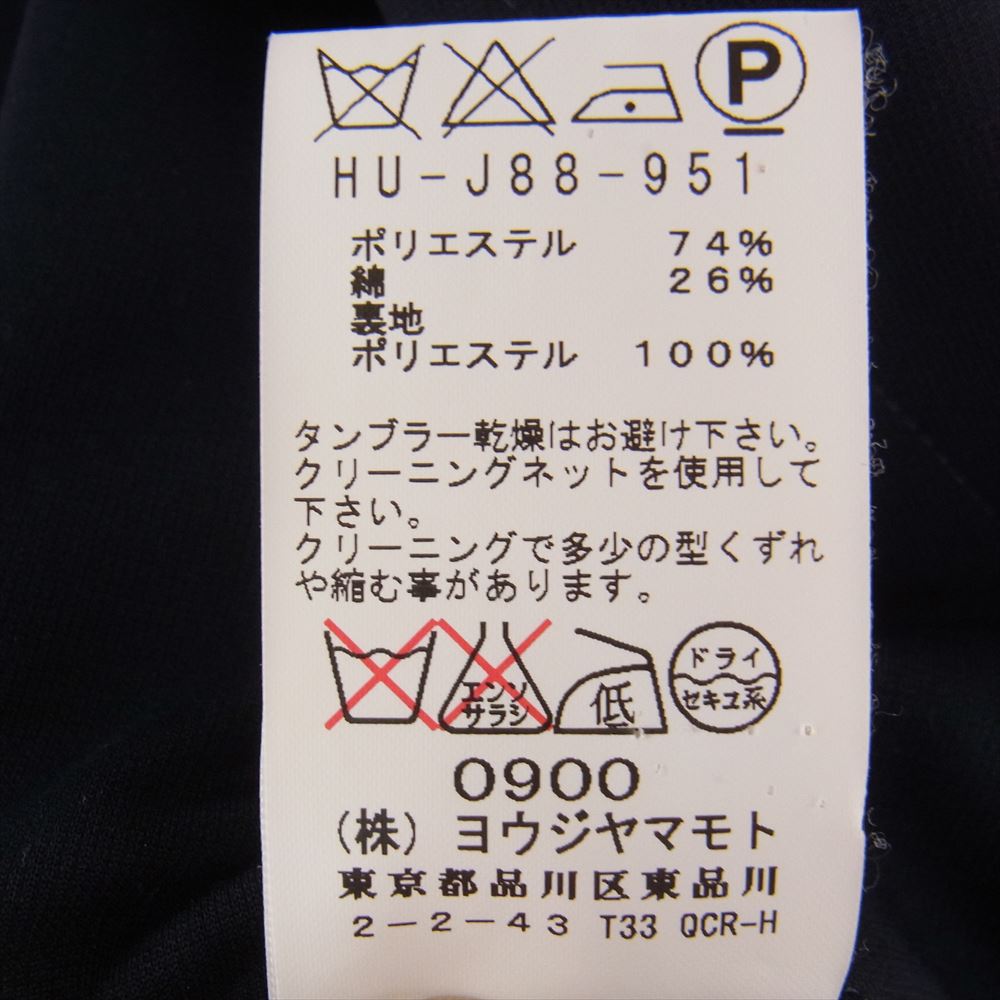 P
HU-J88-951
ポリエステル 74%
綿 26%
裏地
ポリエステル 100%
タンブラー乾燥はお避け下さい。
クリーニングネットを使用して
下さい。
クリーニングで多少の型くずれ
や縮む事があります。
エンソ
サラシ
低
ドライ
セキユ系
0900
(株)ヨウジヤマモト
東京都品川区東品川
2-2-43 T33 QCR-H